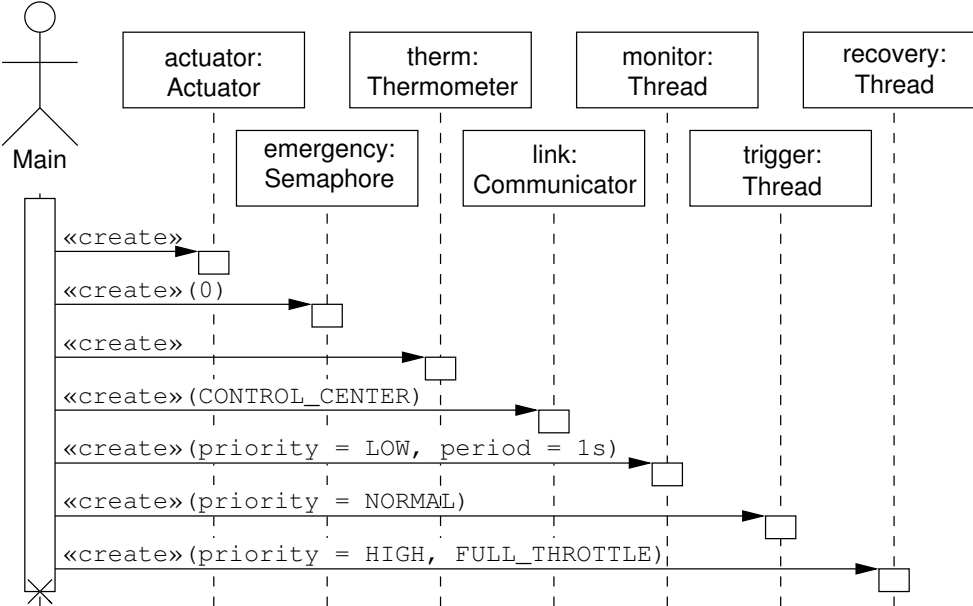 actuator:
Actuator
therm:
Thermometer
monitor:
Thread
recovery:
Thread
Main
emergency:
Semaphore
link:
Communicator
trigger:
Thread
«create»
«create»(0)
«create»
«create»(CONTROL_CENTER)
«create»(priority = LOW, period = 1s)
«create»(priority = NORMAL)
«create»(priority = HIGH, FULL_THROTTLE)